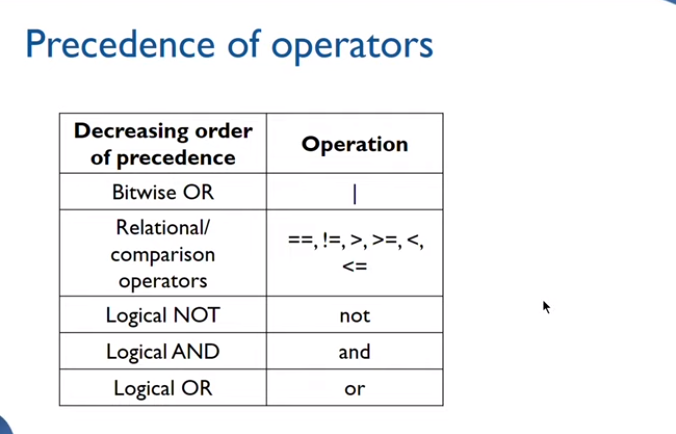 Precedence of operators
Decreasing order
of precedence
Operation
Bitwise OR
|
Relational/
comparison
operators
==, !=, >, >=, <,
<=
Logical NOT
not
Logical AND
and
Logical OR
or